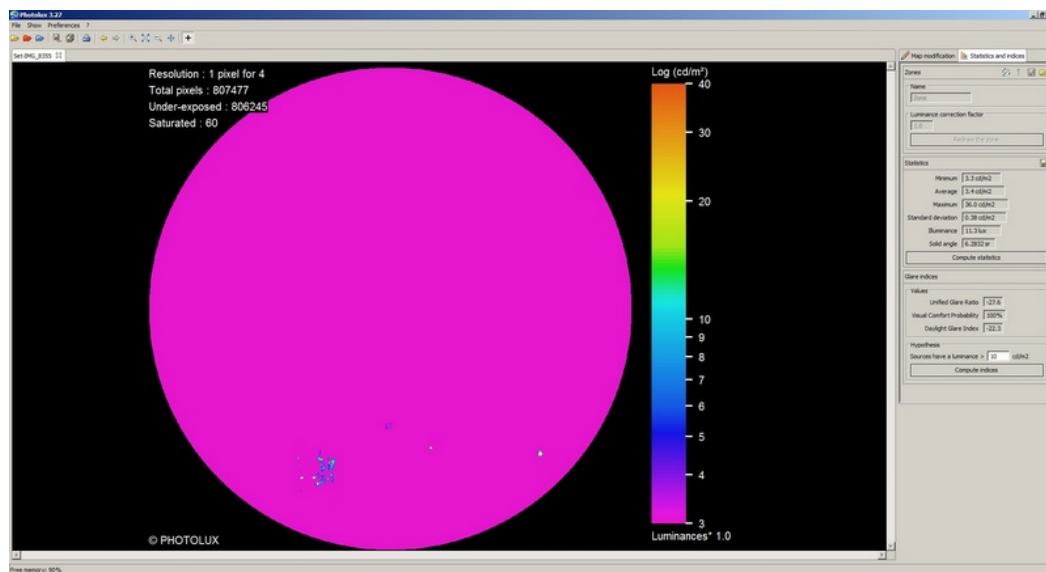 Photolux 3.27
File Show Preferences ?
Set-IMG_8355
Resolution : 1 pixel for 4
Total pixels : 807477
Under-exposed : 806245
Saturated : 60
Log (cd/m²)
40
30
20
10
9
8
7
6
5
4
3
Luminances* 1.0
© PHOTOLUX
Map modification Statistics and indices
Zones
Name
Zone
Luminance correction factor
1.0
Redraw the zone
Statistics
Minimum 3.3 cd/m2
Average 3.4 cd/m2
Maximum 36.0 cd/m2
Standard deviation 0.38 cd/m2
Illuminance 11.3 lux
Solid angle 6.2832 sr
Compute statistics
Glare indices
Values
Unified Glare Ratio -27.6
Visual Comfort Probability 100%
Daylight Glare Index -22.3
Hypothesis
Sources have a luminance > 10 cd/m2
Compute indices
Free memory: 90%